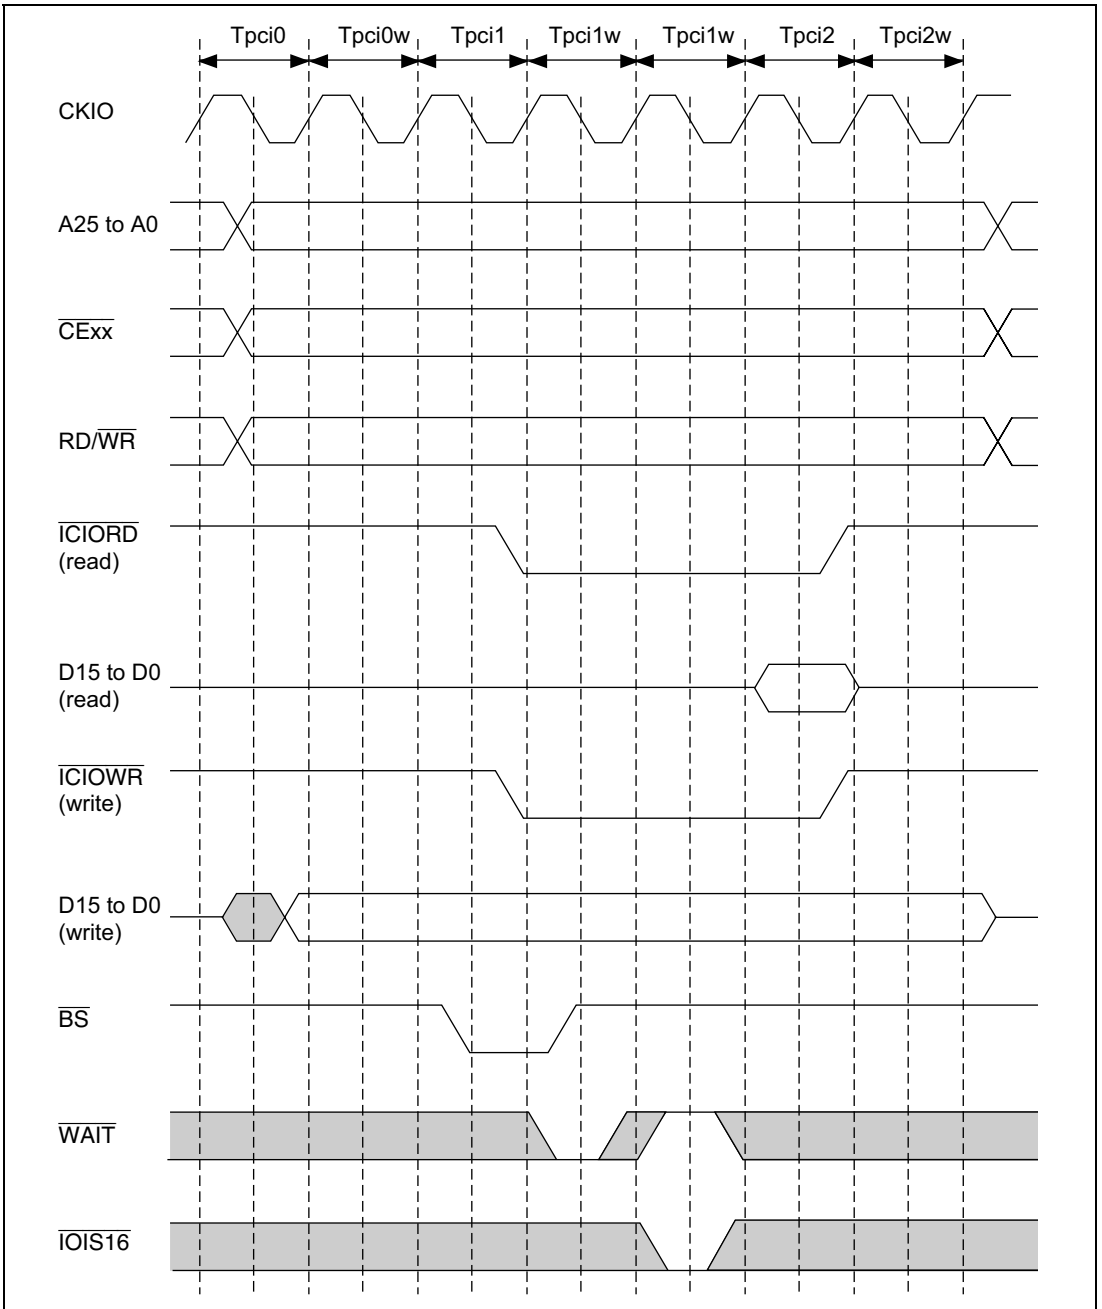 Tpci0 Tpci0w Tpci1 Tpci1w Tpci1w Tpci2 Tpci2w
CKIO
A25 to A0
CExx
RD/WR
ICIORD
(read)
D15 to D0
(read)
ICIOWR
(write)
D15 to D0
(write)
BS
WAIT
IOIS16